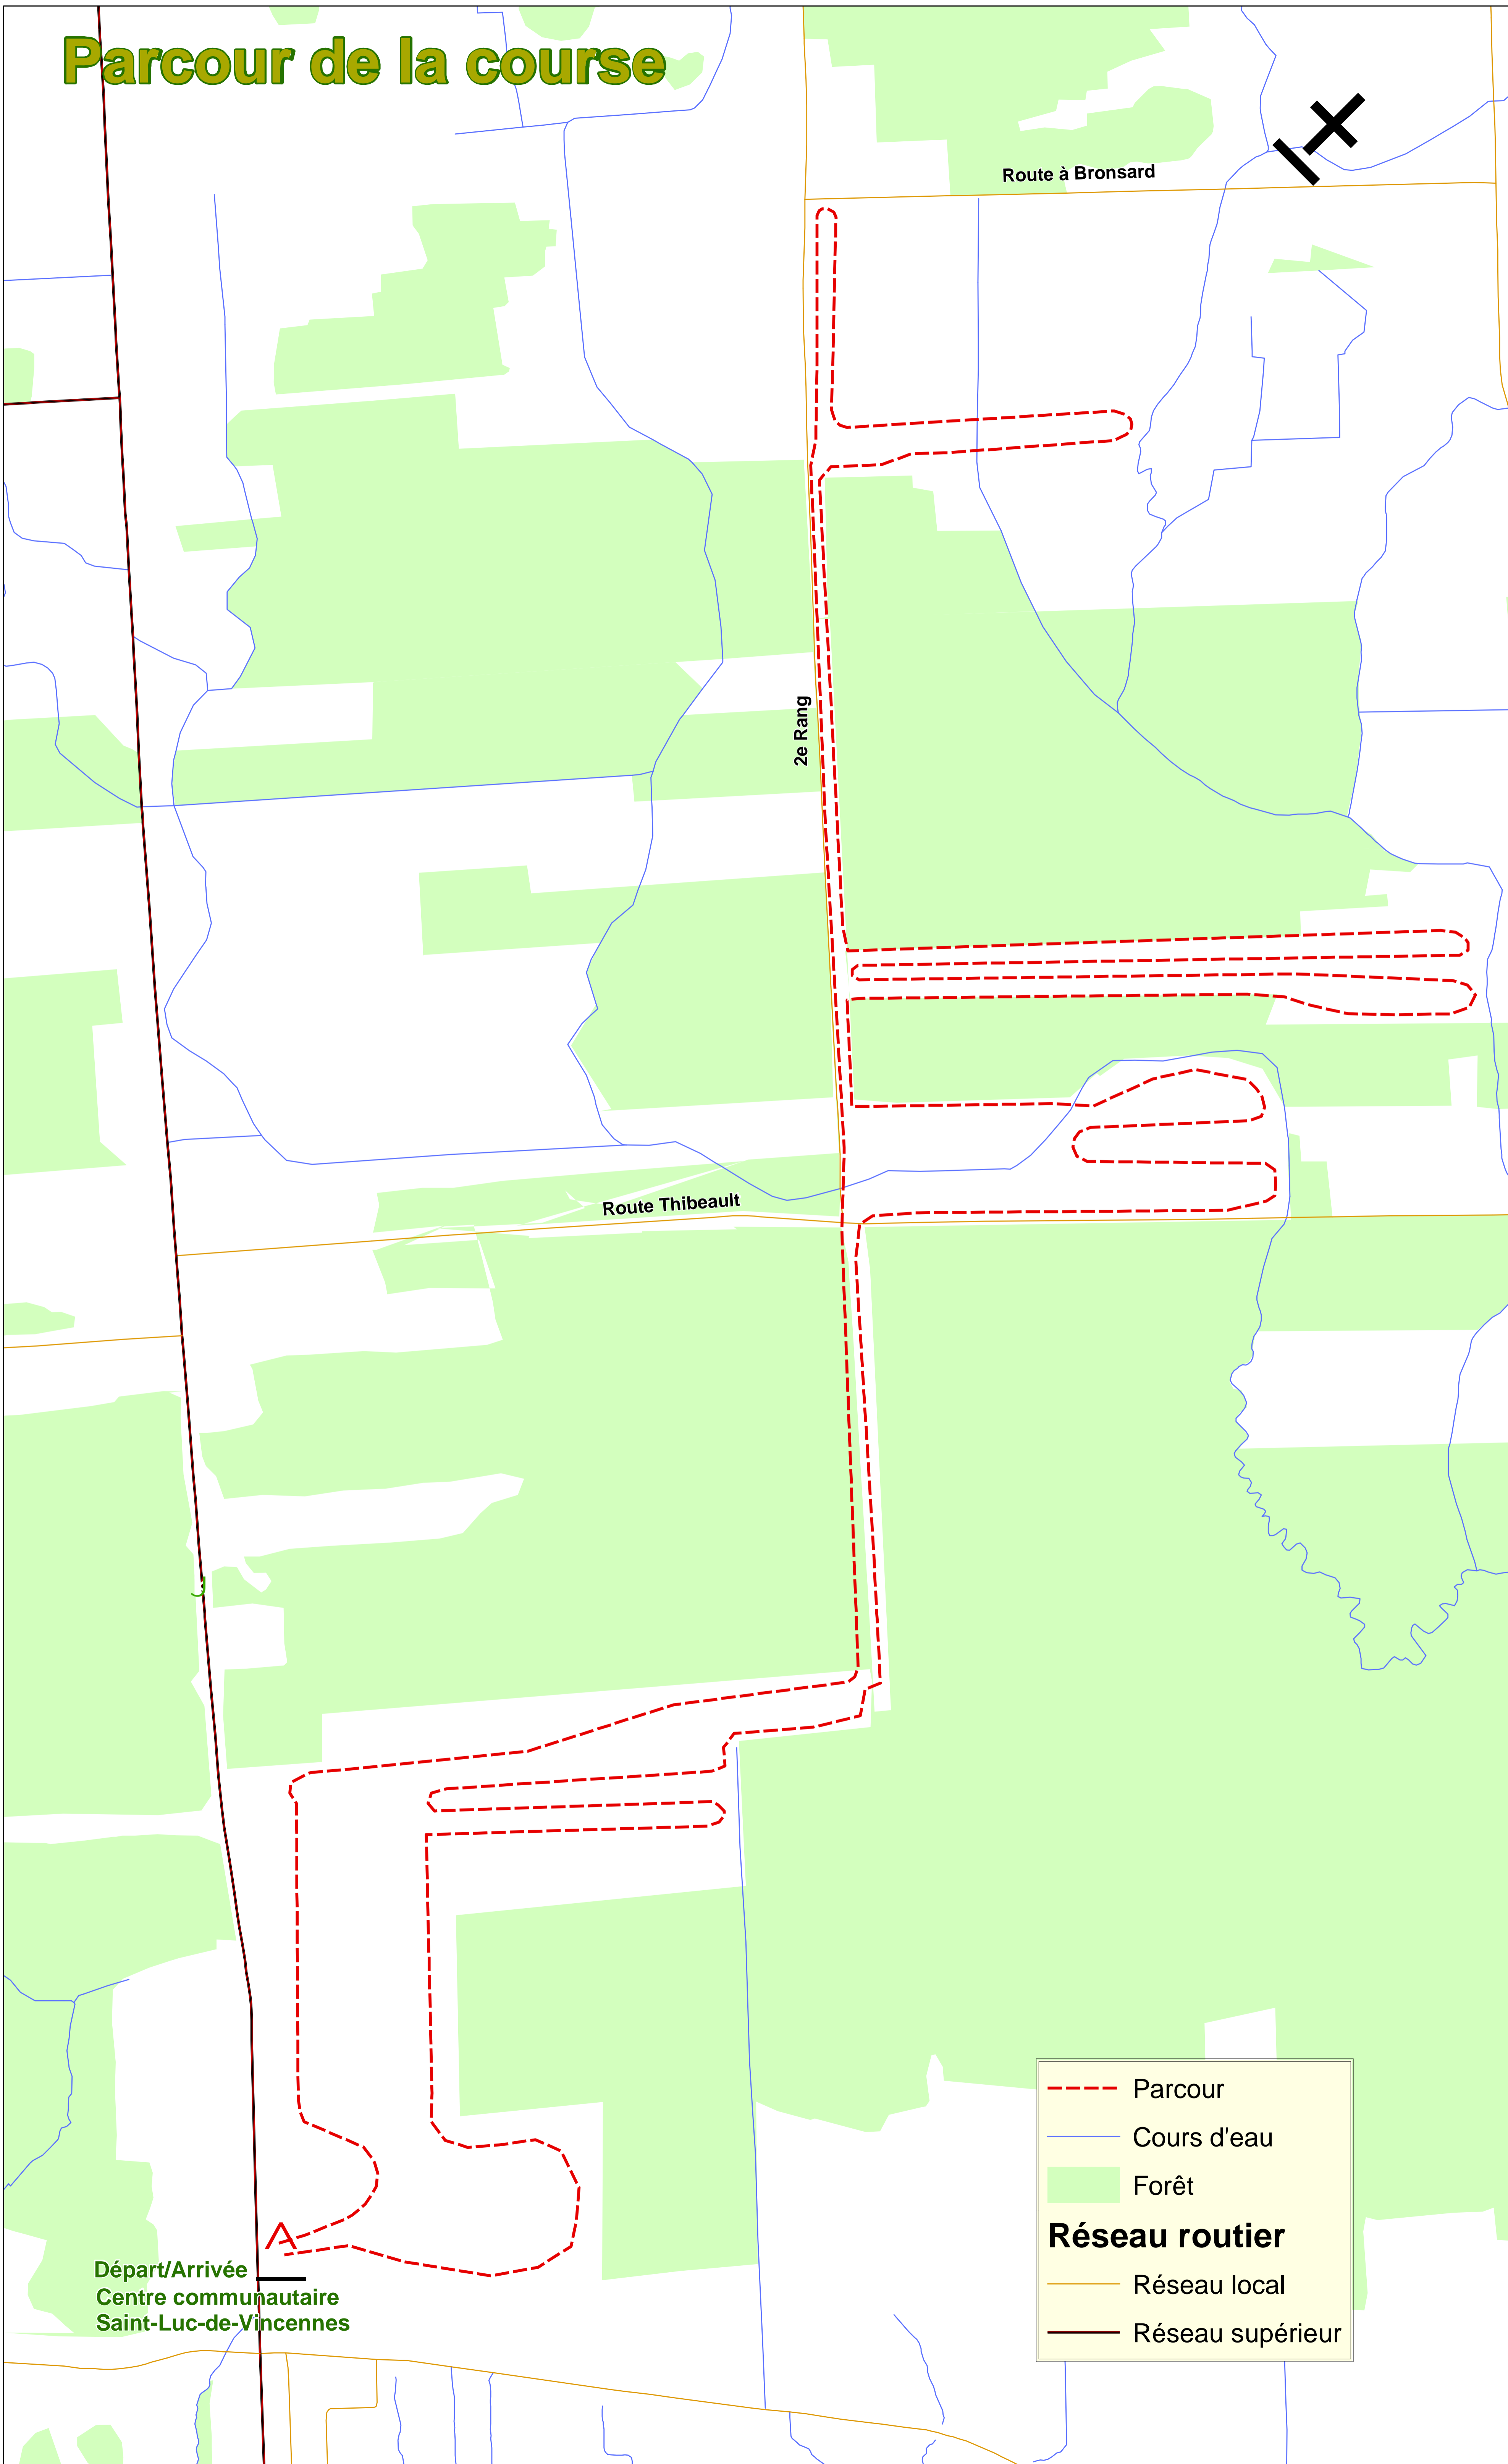 Parcour de la course
Route à Bronsard
2e Rang
Route Thibeault
Départ/Arrivée
Centre communautaire
Saint-Luc-de-Vincennes
Parcour
Cours d'eau
Forêt
Réseau routier
Réseau local
Réseau supérieur